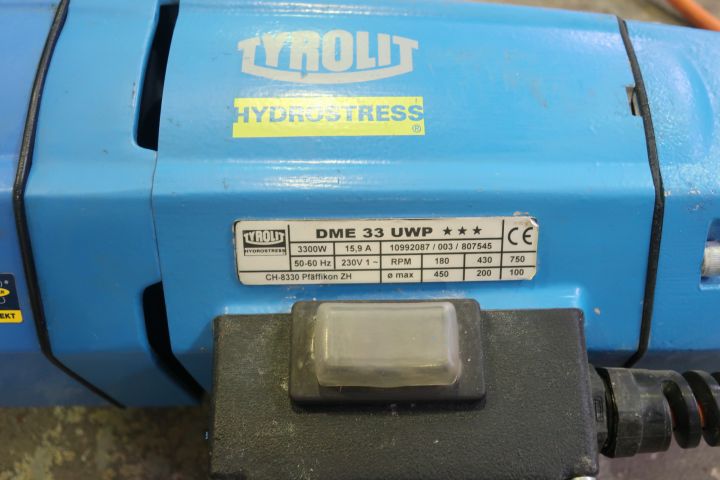 TYROLIT
HYDROSTRESS®
TYROLIT
HYDROSTRESS
DME 33 UWP ★★★
3300W 15,9 A 10992087 / 003 / 807545
50-60 Hz 230V 1~ RPM 180 430 750
CH-8330 Pfäffikon ZH ø max 450 200 100
CE
EKT